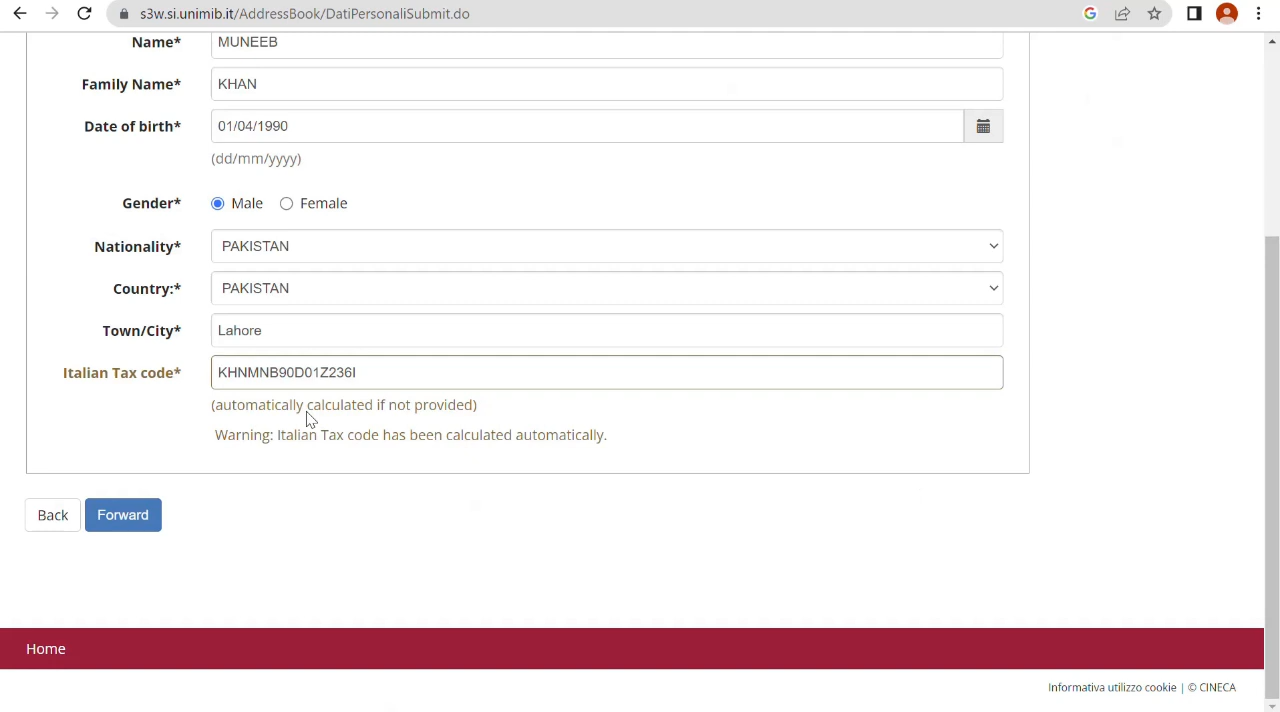 s3w.si.unimib.it/AddressBook/DatiPersonaliSubmit.do
Name* MUNEEB
Family Name* KHAN
Date of birth* 01/04/1990
(dd/mm/yyyy)
Gender* Male Female
Nationality* PAKISTAN
Country:* PAKISTAN
Town/City* Lahore
Italian Tax code* KHNMNB90D01Z236I
(automatically calculated if not provided)
Warning: Italian Tax code has been calculated automatically.
Back Forward
Home
Informativa utilizzo cookie | © CINECA